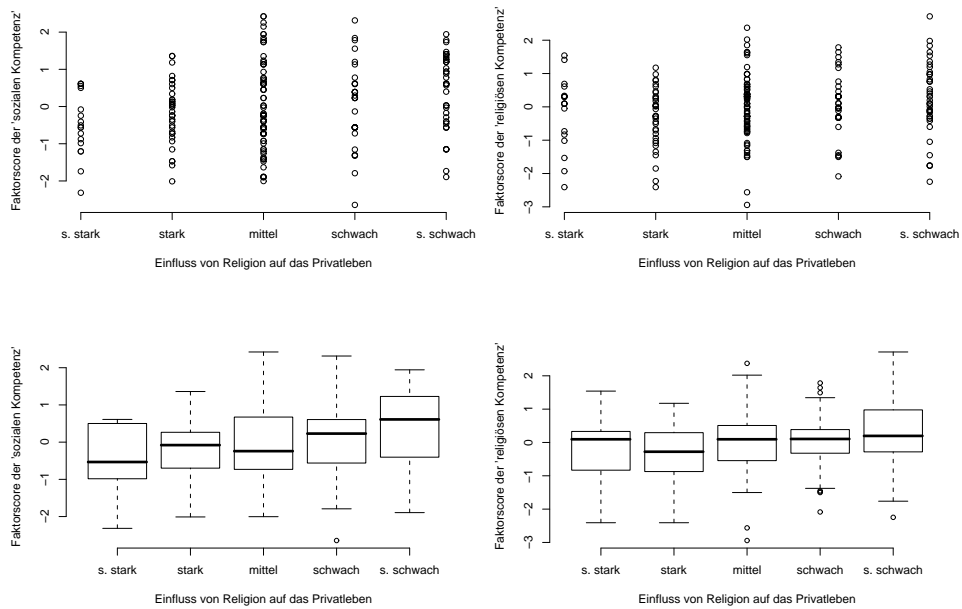 Faktorscore der 'sozialen Kompetenz'
2
1
0
−1
−2
s. stark
stark
mittel
schwach
s. schwach
Einfluss von Religion auf das Privatleben
Faktorscore der 'religiösen Kompetenz'
2
1
0
−1
−2
−3
s. stark
stark
mittel
schwach
s. schwach
Einfluss von Religion auf das Privatleben
Faktorscore der 'sozialen Kompetenz'
2
1
0
−1
−2
s. stark
stark
mittel
schwach
s. schwach
Einfluss von Religion auf das Privatleben
Faktorscore der 'religiösen Kompetenz'
2
1
0
−1
−2
−3
s. stark
stark
mittel
schwach
s. schwach
Einfluss von Religion auf das Privatleben